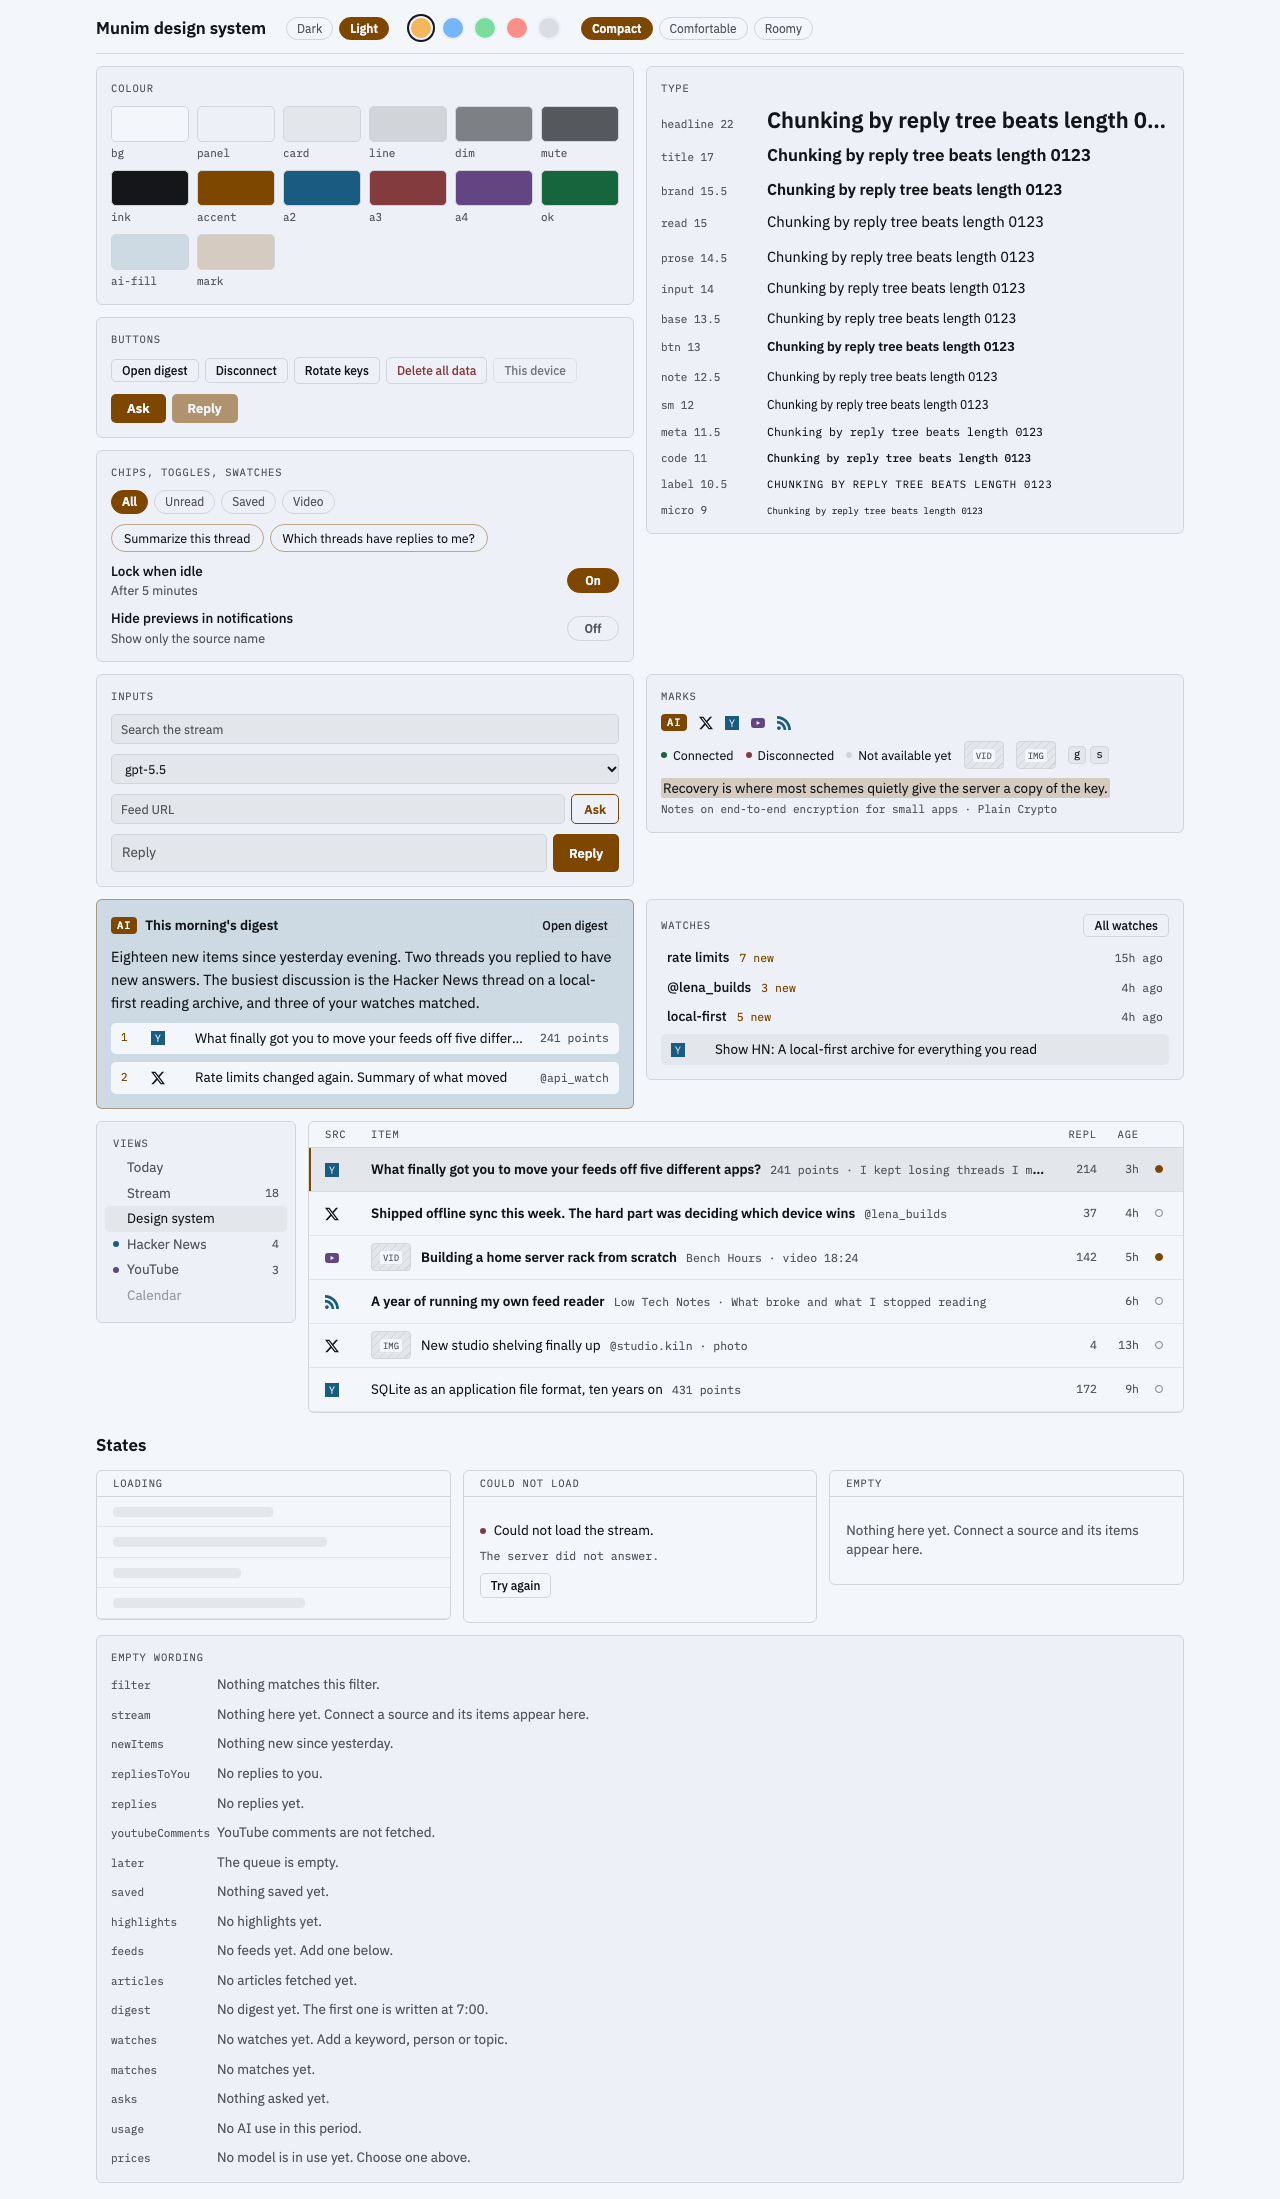 Munim design system
Dark Light
Compact Comfortable Roomy
COLOUR
bg panel card line dim mute
ink accent a2 a3 a4 ok
ai-fill mark
TYPE
headline 22 Chunking by reply tree beats length 0...
title 17 Chunking by reply tree beats length 0123
brand 15.5 Chunking by reply tree beats length 0123
read 15 Chunking by reply tree beats length 0123
prose 14.5 Chunking by reply tree beats length 0123
input 14 Chunking by reply tree beats length 0123
base 13.5 Chunking by reply tree beats length 0123
btn 13 Chunking by reply tree beats length 0123
note 12.5 Chunking by reply tree beats length 0123
sm 12 Chunking by reply tree beats length 0123
meta 11.5 Chunking by reply tree beats length 0123
code 11 Chunking by reply tree beats length 0123
label 10.5 CHUNKING BY REPLY TREE BEATS LENGTH 0123
micro 9 Chunking by reply tree beats length 0123
BUTTONS
Open digest Disconnect Rotate keys Delete all data This device
Ask Reply
CHIPS, TOGGLES, SWATCHES
All Unread Saved Video
Summarize this thread Which threads have replies to me?
Lock when idle
After 5 minutes
On
Hide previews in notifications
Show only the source name
Off
INPUTS
Search the stream
gpt-5.5
Feed URL Ask
Reply Reply
MARKS
AI Y
Connected Disconnected Not available yet VID IMG g s
Recovery is where most schemes quietly give the server a copy of the key.
Notes on end-to-end encryption for small apps · Plain Crypto
AI This morning's digest Open digest
Eighteen new items since yesterday evening. Two threads you replied to have
new answers. The busiest discussion is the Hacker News thread on a local-
first reading archive, and three of your watches matched.
1 Y What finally got you to move your feeds off five differ... 241 points
2 Rate limits changed again. Summary of what moved @api_watch
WATCHES All watches
rate limits 7 new 15h ago
@lena_builds 3 new 4h ago
local-first 5 new 4h ago
Y Show HN: A local-first archive for everything you read
VIEWS
Today
Stream 18
Design system
Hacker News 4
YouTube 3
Calendar
SRC ITEM REPL AGE
Y What finally got you to move your feeds off five different apps? 241 points · I kept losing threads I m... 214 3h
Shipped offline sync this week. The hard part was deciding which device wins @lena_builds 37 4h
VID Building a home server rack from scratch Bench Hours · video 18:24 142 5h
A year of running my own feed reader Low Tech Notes · What broke and what I stopped reading 6h
IMG New studio shelving finally up @studio.kiln · photo 4 13h
Y SQLite as an application file format, ten years on 431 points 172 9h
States
LOADING
COULD NOT LOAD
Could not load the stream.
The server did not answer.
Try again
EMPTY
Nothing here yet. Connect a source and its items
appear here.
EMPTY WORDING
filter Nothing matches this filter.
stream Nothing here yet. Connect a source and its items appear here.
newItems Nothing new since yesterday.
repliesToYou No replies to you.
replies No replies yet.
youtubeComments YouTube comments are not fetched.
later The queue is empty.
saved Nothing saved yet.
highlights No highlights yet.
feeds No feeds yet. Add one below.
articles No articles fetched yet.
digest No digest yet. The first one is written at 7:00.
watches No watches yet. Add a keyword, person or topic.
matches No matches yet.
asks Nothing asked yet.
usage No AI use in this period.
prices No model is in use yet. Choose one above.